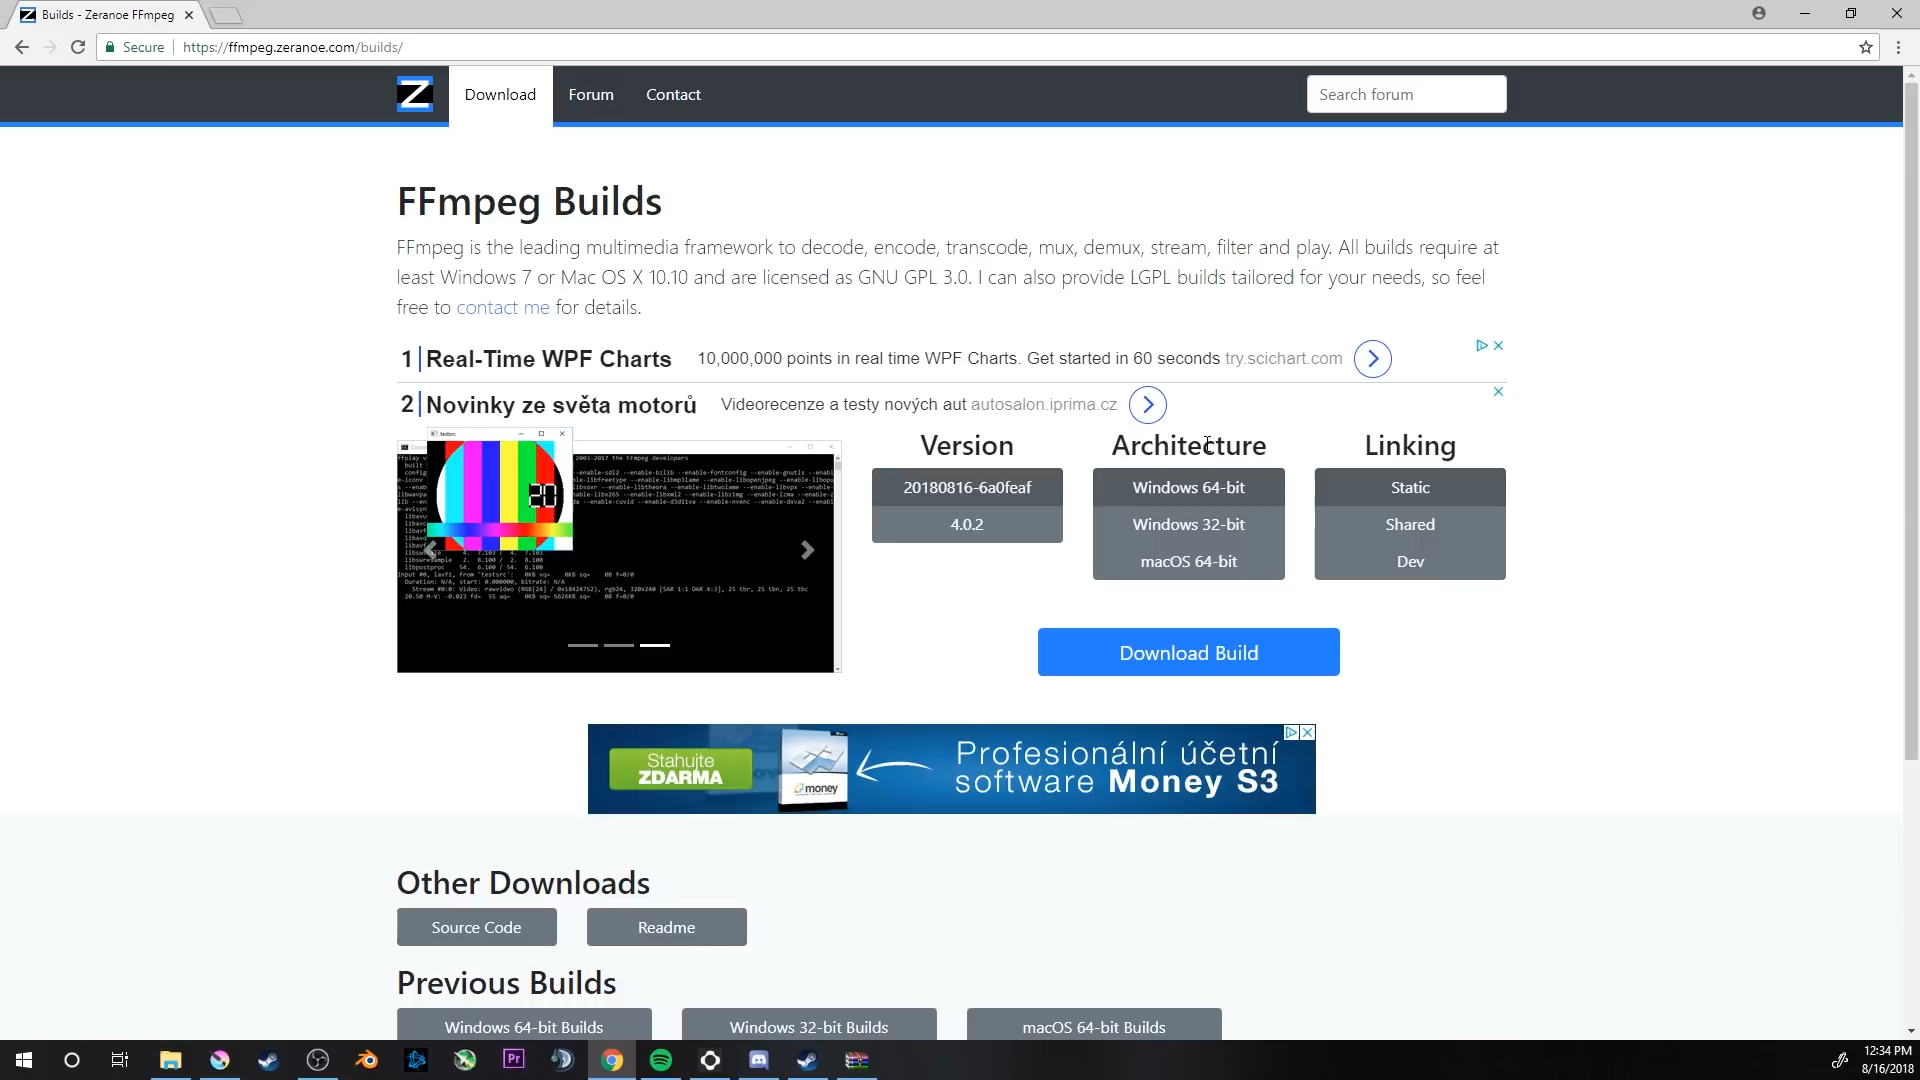 Builds - Zeranoe FFmpeg
Secure
https://ffmpeg.zeranoe.com/builds/
Download
Forum
Contact
Search forum
FFmpeg Builds
FFmpeg is the leading multimedia framework to decode, encode, transcode, mux, demux, stream, filter and play. All builds require at
least Windows 7 or Mac OS X 10.10 and are licensed as GNU GPL 3.0. I can also provide LGPL builds tailored for your needs, so feel
free to contact me for details.
1 Real-Time WPF Charts 10,000,000 points in real time WPF Charts. Get started in 60 seconds try.scichart.com
2 Novinky ze světa motorů Videorecenze a testy nových aut autosalon.iprima.cz
20
Version
20180816-6a0feaf
4.0.2
Architecture
Windows 64-bit
Windows 32-bit
macOS 64-bit
Linking
Static
Shared
Dev
Download Build
Stahujte
ZDARMA
money
Profesionální účetní
software Money S3
Other Downloads
Source Code
Readme
Previous Builds
Windows 64-bit Builds
Windows 32-bit Builds
macOS 64-bit Builds
Pr
12:34 PM
8/16/2018